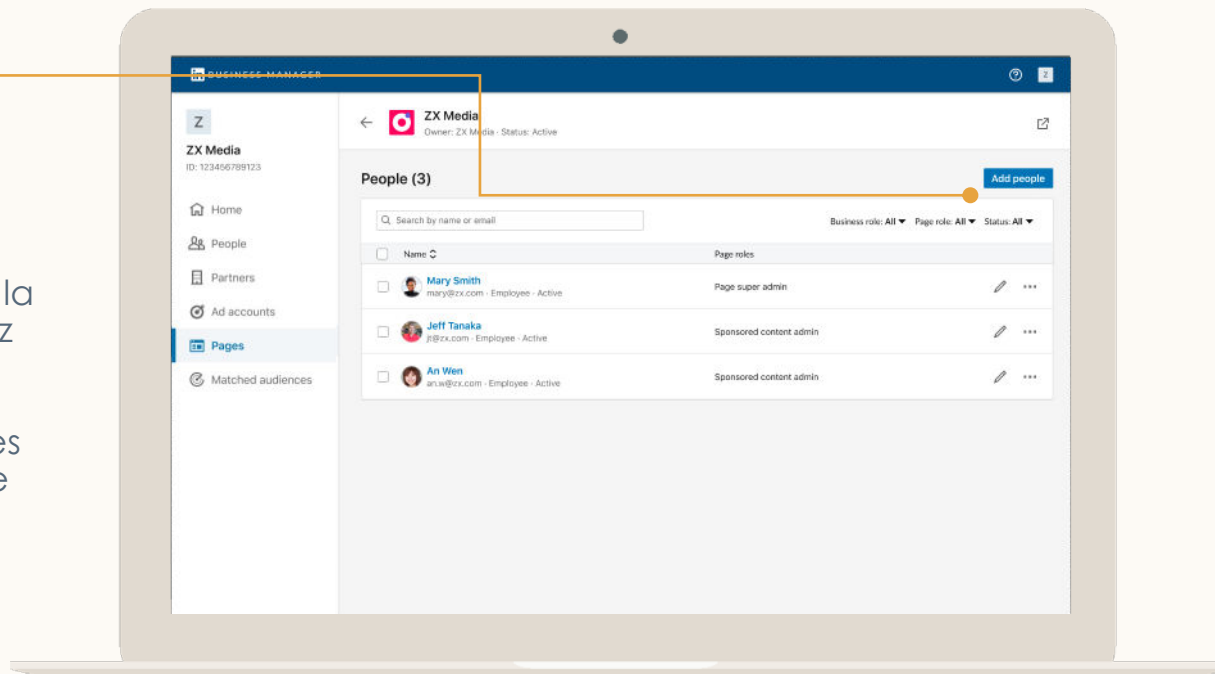 la
z
es
e
in BUSINESS MANAGER
Z
Z
ZX Media
ID: 123456789123
Home
People
Partners
Ad accounts
Pages
Matched audiences
ZX Media
Owner: ZX Media · Status: Active
People (3)
Add people
Search by name or email
Business role: All Page role: All Status: All
Name Page roles
Mary Smith
mary@zx.com · Employee · Active
Page super admin
Jeff Tanaka
jt@zx.com · Employee · Active
Sponsored content admin
An Wen
an.w@zx.com · Employee · Active
Sponsored content admin